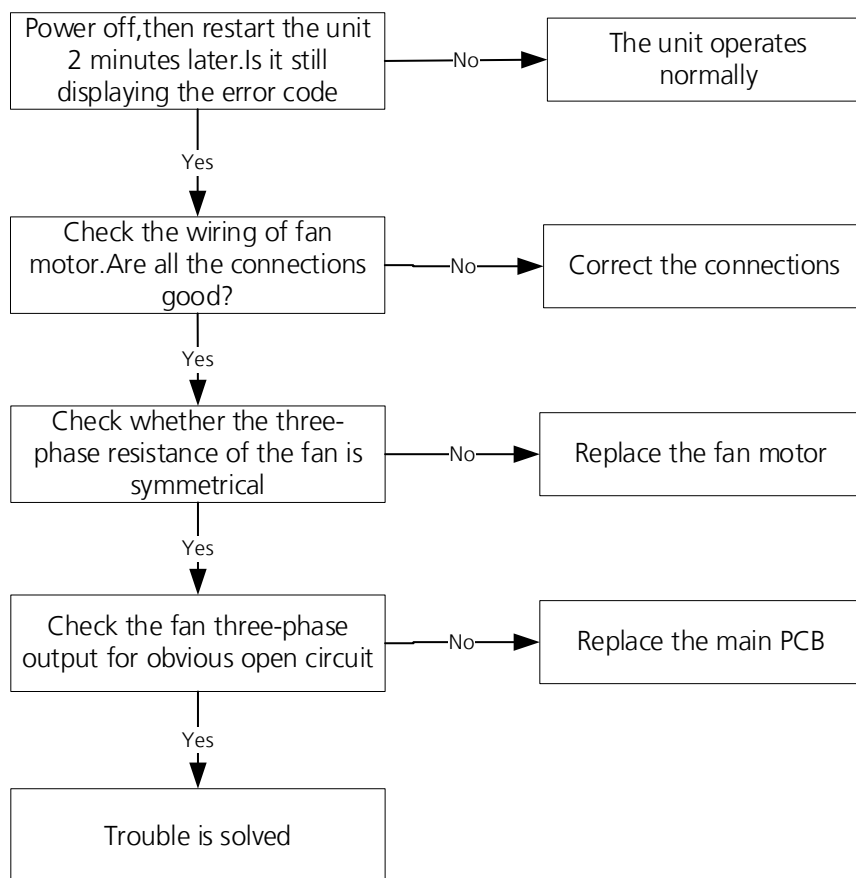 Power off,then restart the unit
2 minutes later.Is it still
displaying the error code
No
The unit operates
normally
Yes
Check the wiring of fan
motor.Are all the connections
good?
No
Correct the connections
Yes
Check whether the three-
phase resistance of the fan is
symmetrical
No
Replace the fan motor
Yes
Check the fan three-phase
output for obvious open circuit
No
Replace the main PCB
Yes
Trouble is solved